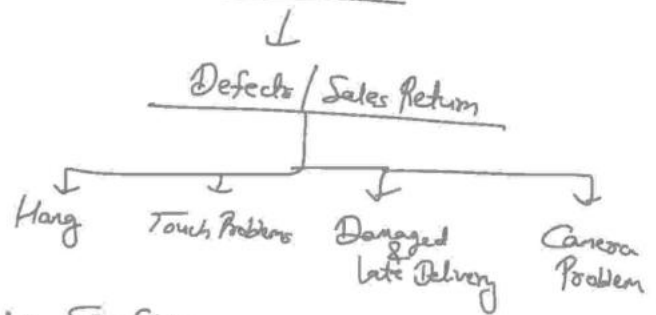 Defects / Sales Return
Hang
Touch Problems
Damaged
&
Late Delivery
Camera
Problem